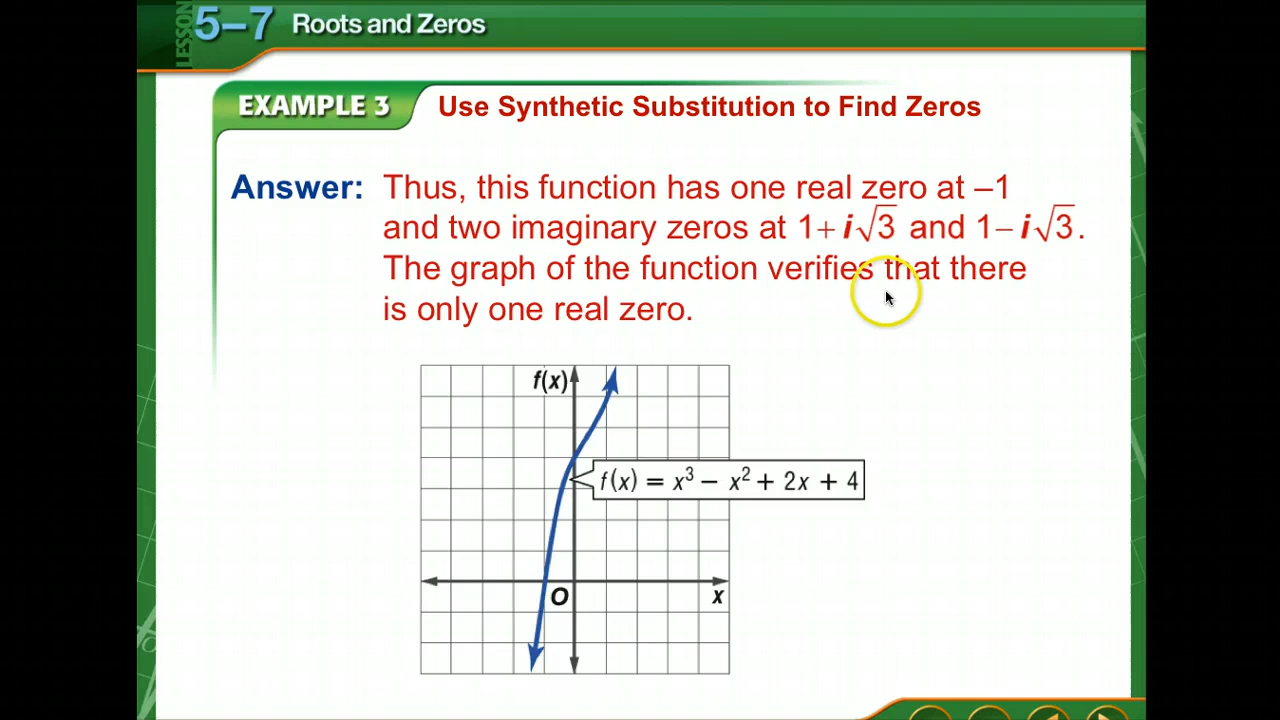 LESSON 5–7 Roots and Zeros
EXAMPLE 3 Use Synthetic Substitution to Find Zeros
Answer: Thus, this function has one real zero at –1
and two imaginary zeros at 1+ i√3 and 1– i√3.
The graph of the function verifies that there
is only one real zero.
f(x)
f(x) = x³ – x² + 2x + 4
O
x